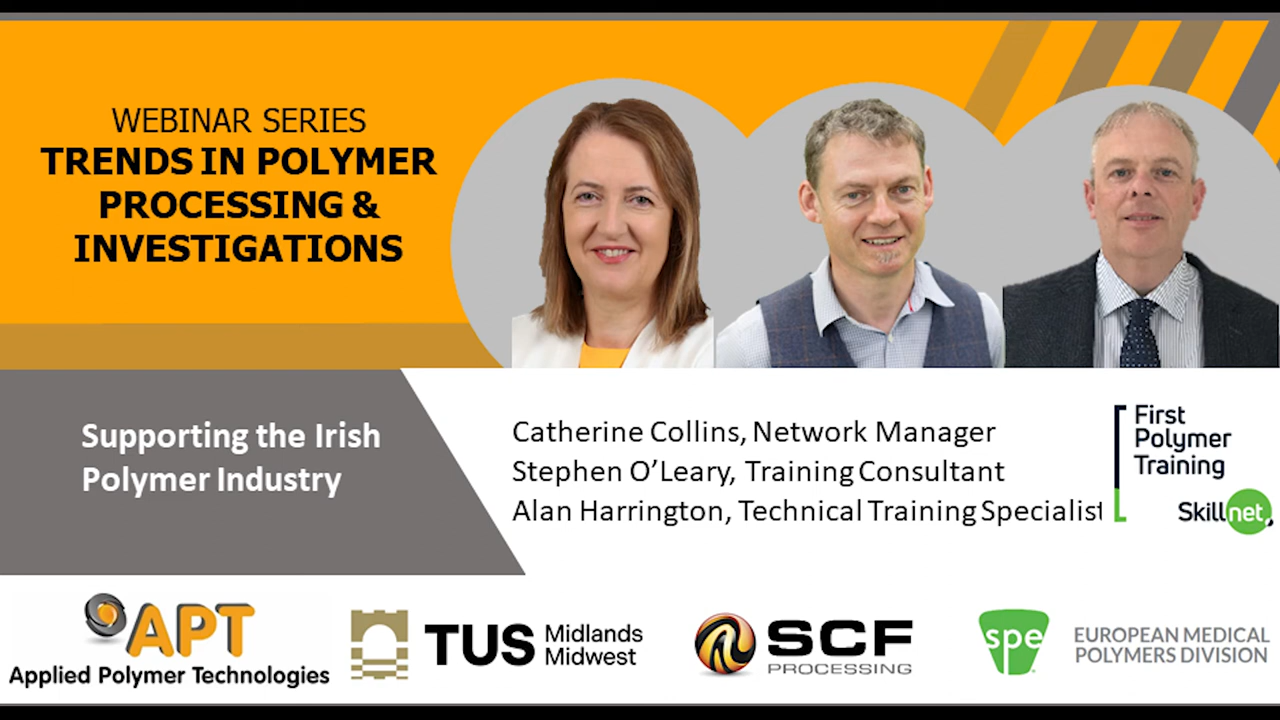 WEBINAR SERIES
TRENDS IN POLYMER
PROCESSING &
INVESTIGATIONS
Supporting the Irish
Polymer Industry
Catherine Collins, Network Manager
Stephen O’Leary, Training Consultant
Alan Harrington, Technical Training Specialist
First
Polymer
Training
Skillnet
APT
Applied Polymer Technologies
TUS Midlands
Midwest
SCF
PROCESSING
spe
EUROPEAN MEDICAL
POLYMERS DIVISION